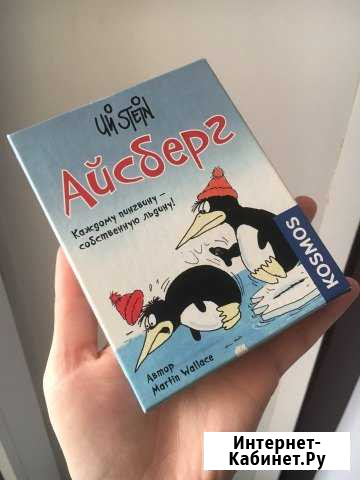 Uli STEIN
Айсберг
Каждому пингвину –
собственную льдину!
KOSMOS
Автор
Martin Wallace
Интернет-
Кабинет.Ру